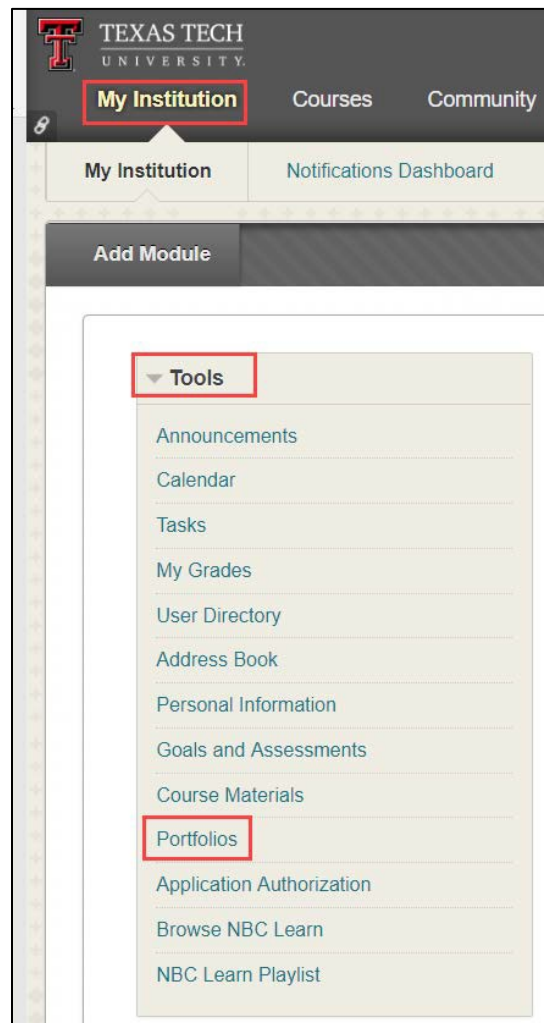 TEXAS TECH
UNIVERSITY.
My Institution Courses Community
My Institution Notifications Dashboard
Add Module
Tools
Announcements
Calendar
Tasks
My Grades
User Directory
Address Book
Personal Information
Goals and Assessments
Course Materials
Portfolios
Application Authorization
Browse NBC Learn
NBC Learn Playlist